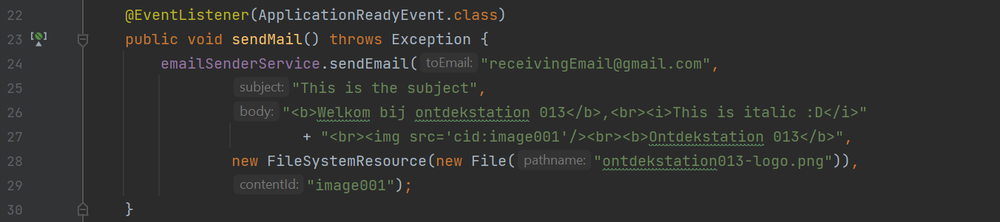 22 @EventListener(ApplicationReadyEvent.class)
23 public void sendMail() throws Exception {
24 emailSenderService.sendEmail( toEmail: "receivingEmail@gmail.com",
25 subject: "This is the subject",
26 body: "<b>Welkom bij ontdekstation 013</b>,<br><i>This is italic :D</i>"
27 + "<br><img src='cid:image001'/><br><b>Ontdekstation 013</b>",
28 new FileSystemResource(new File( pathname: "ontdekstation013-logo.png")),
29 contentId: "image001");
30 }